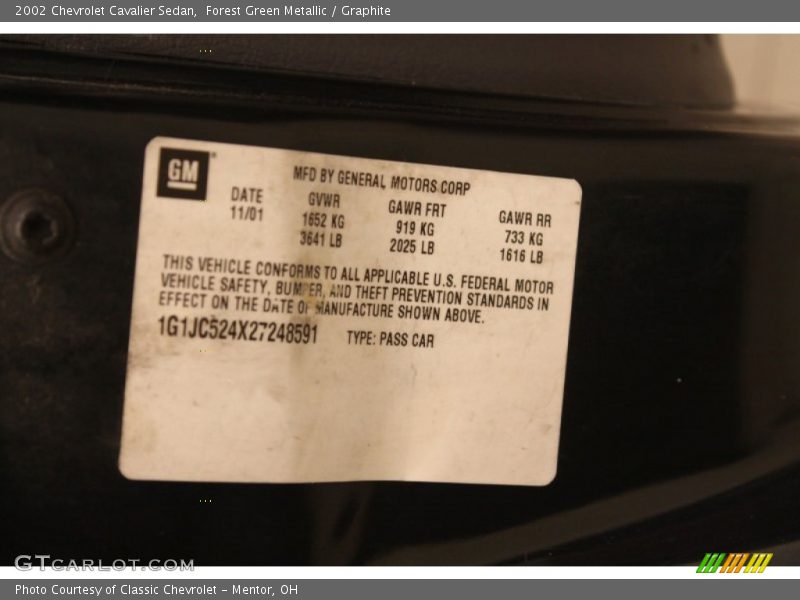 2002 Chevrolet Cavalier Sedan,  Forest Green Metallic / Graphite
GM
MFD BY GENERAL MOTORS CORP
DATE GVWR GAWR FRT GAWR RR
11/01 1652 KG 919 KG 733 KG
3641 LB 2025 LB 1616 LB
THIS VEHICLE CONFORMS TO ALL APPLICABLE U.S. FEDERAL MOTOR
VEHICLE SAFETY, BUMPER, AND THEFT PREVENTION STANDARDS IN
EFFECT ON THE DATE OF MANUFACTURE SHOWN ABOVE.
1G1JC524X27248591 TYPE: PASS CAR
GTCARLOT.COM
Photo Courtesy of Classic Chevrolet - Mentor, OH